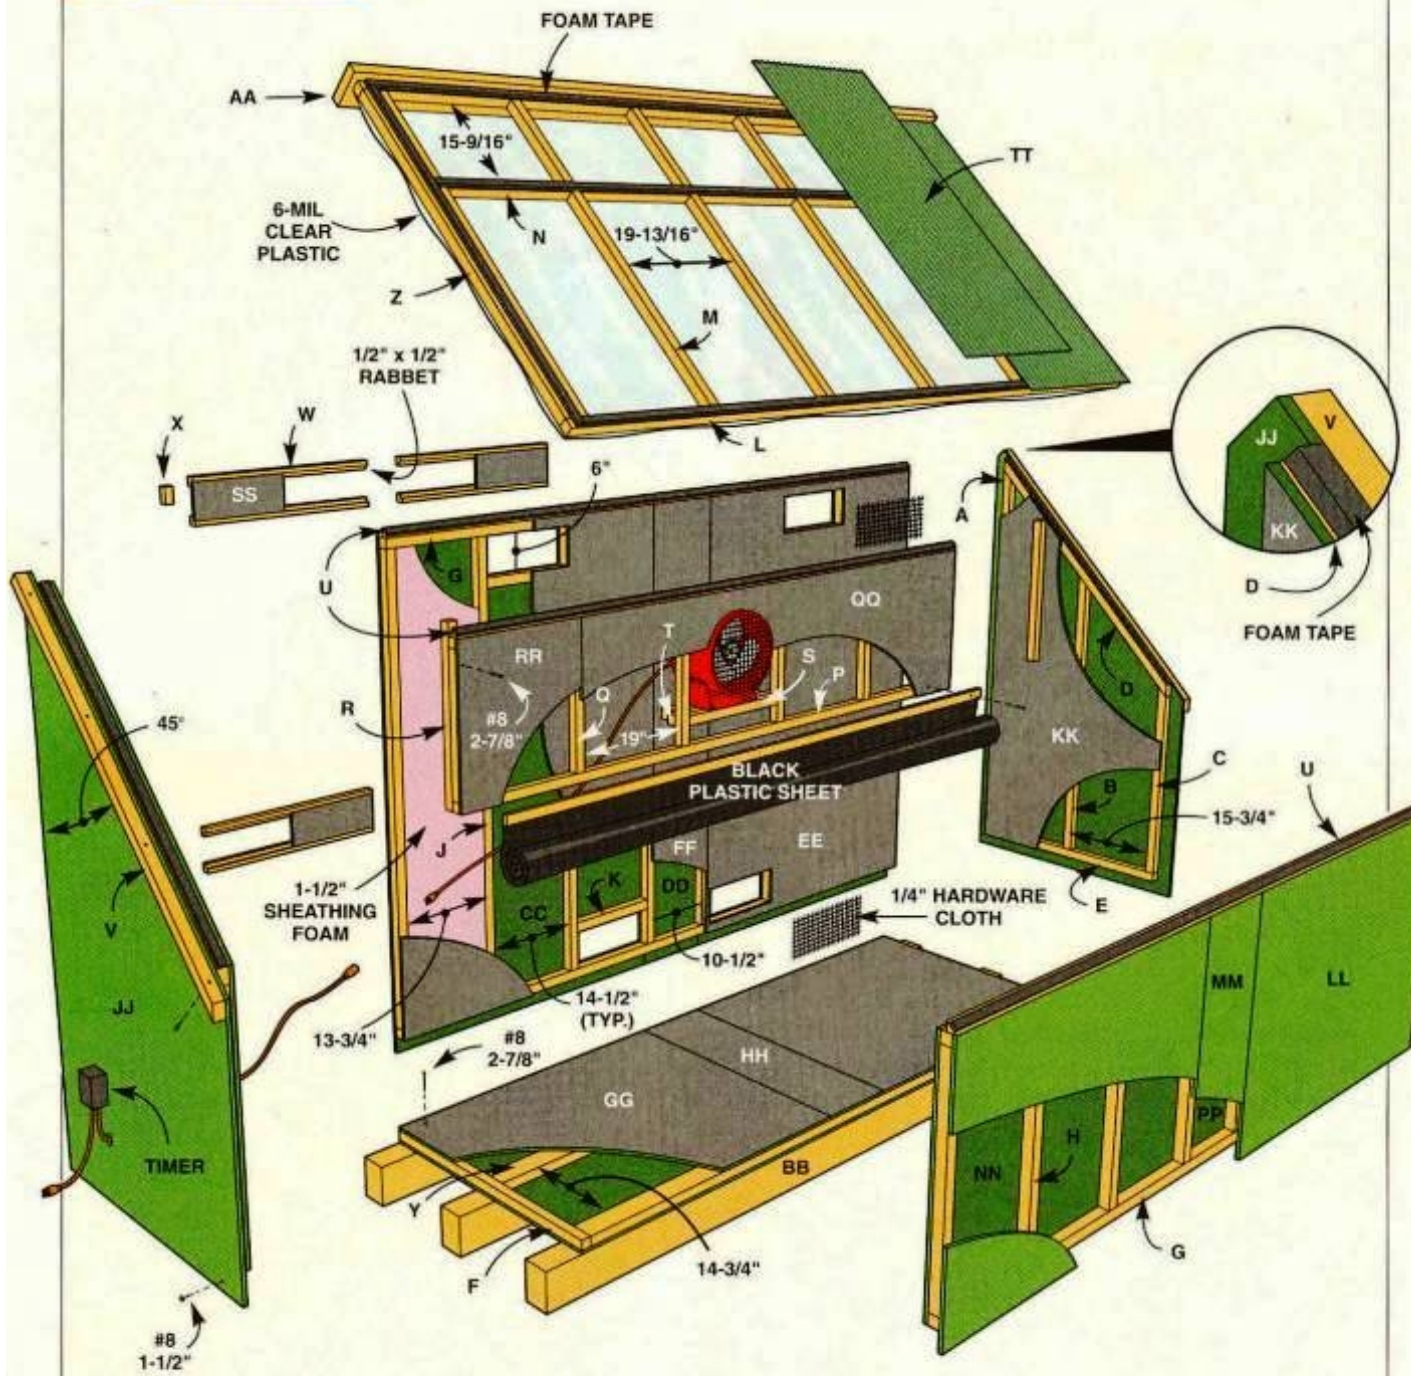 FOAM TAPE
AA
15-9/16"
TT
6-MIL
CLEAR
PLASTIC
N
19-13/16"
Z
M
1/2" x 1/2"
RABBET
X
W
L
SS
6"
A
JJ
V
KK
D
FOAM TAPE
U
G
QQ
RR
T
S
P
Q
D
R
#8
2-7/8"
19"
45°
KK
C
U
B
BLACK
PLASTIC SHEET
15-3/4"
J
FF
EE
K
DD
1-1/2"
SHEATHING
FOAM
CC
1/4" HARDWARE
CLOTH
E
V
10-1/2"
JJ
14-1/2"
(TYP.)
13-3/4"
#8
2-7/8"
MM
LL
HH
GG
PP
H
NN
TIMER
BB
Y
F
14-3/4"
G
#8
1-1/2"